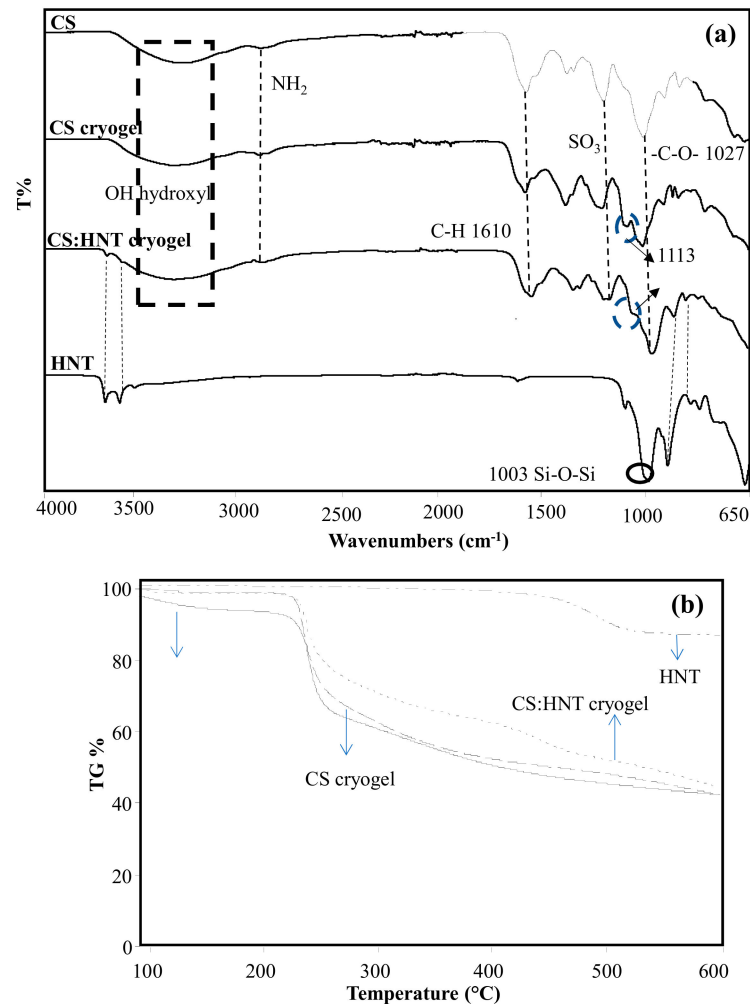 CS
(a)
NH₂
CS cryogel
SO₃
-C-O- 1027
OH hydroxyl
T%
CS:HNT cryogel
C-H 1610
1113
HNT
1003 Si-O-Si
4000 3500 3000 2500 2000 1500 1000 650
Wavenumbers (cm⁻¹)
(b)
100
80
60
40
20
0
HNT
CS:HNT cryogel
CS cryogel
TG %
100 200 300 400 500 600
Temperature (°C)